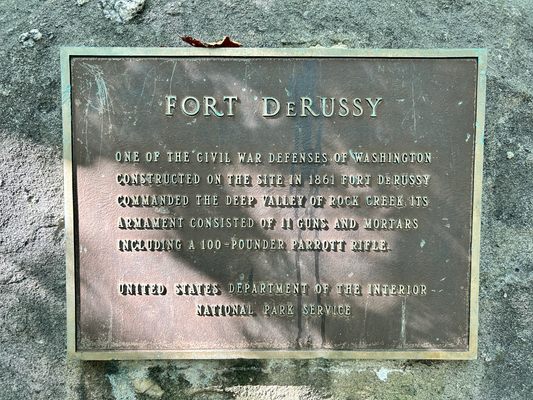 FORT DERUSSY
ONE OF THE CIVIL WAR DEFENSES OF WASHINGTON
CONSTRUCTED ON THE SITE IN 1861 FORT DERUSSY
COMMANDED THE DEEP VALLEY OF ROCK CREEK. ITS
ARMAMENT CONSISTED OF 11 GUNS AND MORTARS
INCLUDING A 100-POUNDER PARROTT RIFLE.
UNITED STATES DEPARTMENT OF THE INTERIOR
NATIONAL PARK SERVICE